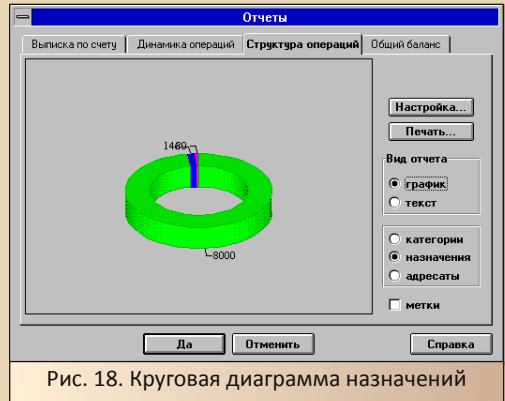 Отчеты
Выписка по счету Динамика операций Структура операций Общий баланс
Настройка...
Печать...
Вид отчета
график
текст
8000
категории
назначения
адресаты
метки
Да Отменить Справка
Рис. 18. Круговая диаграмма назначений